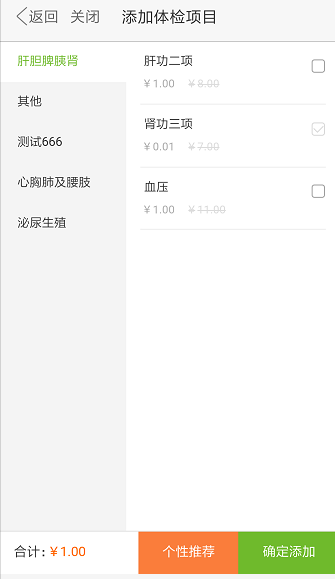 返回 关闭 添加体检项目
肝胆脾胰肾
其他
测试666
心胸肺及腰肢
泌尿生殖
肝功二项
￥1.00 ￥8.00
肾功三项
￥0.01 ￥7.00
血压
￥1.00 ￥11.00
合计:￥1.00 个性推荐 确定添加